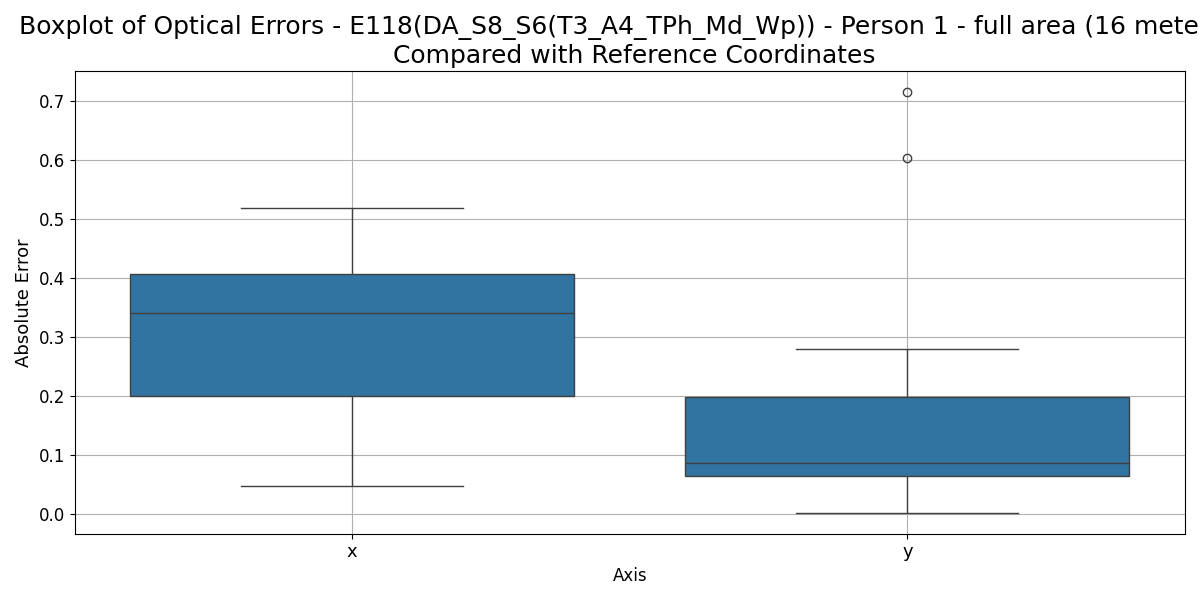 Boxplot of Optical Errors - E118(DA_S8_S6(T3_A4_TPh_Md_Wp)) - Person 1 - full area (16 mete
Compared with Reference Coordinates
0.7
0.6
0.5
0.4
0.3
0.2
0.1
0.0
Absolute Error
x
y
Axis